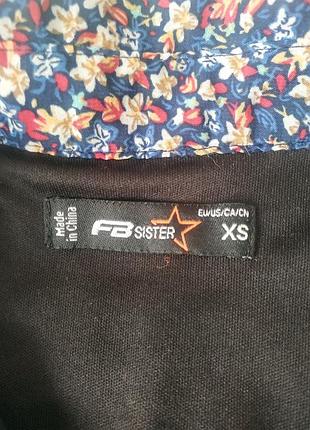 Made
in China
FB SISTER
EU/US/CA/CN
XS